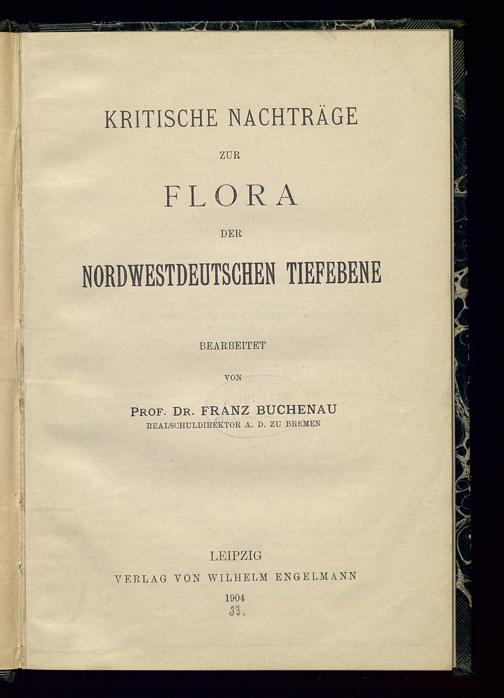 KRITISCHE NACHTRÄGE
ZUR
FLORA
DER
NORDWESTDEUTSCHEN TIEFEBENE
BEARBEITET
VON
PROF. DR. FRANZ BUCHENAU
REALSCHULDIREKTOR A. D. ZU BREMEN
LEIPZIG
VERLAG VON WILHELM ENGELMANN
1904
33.